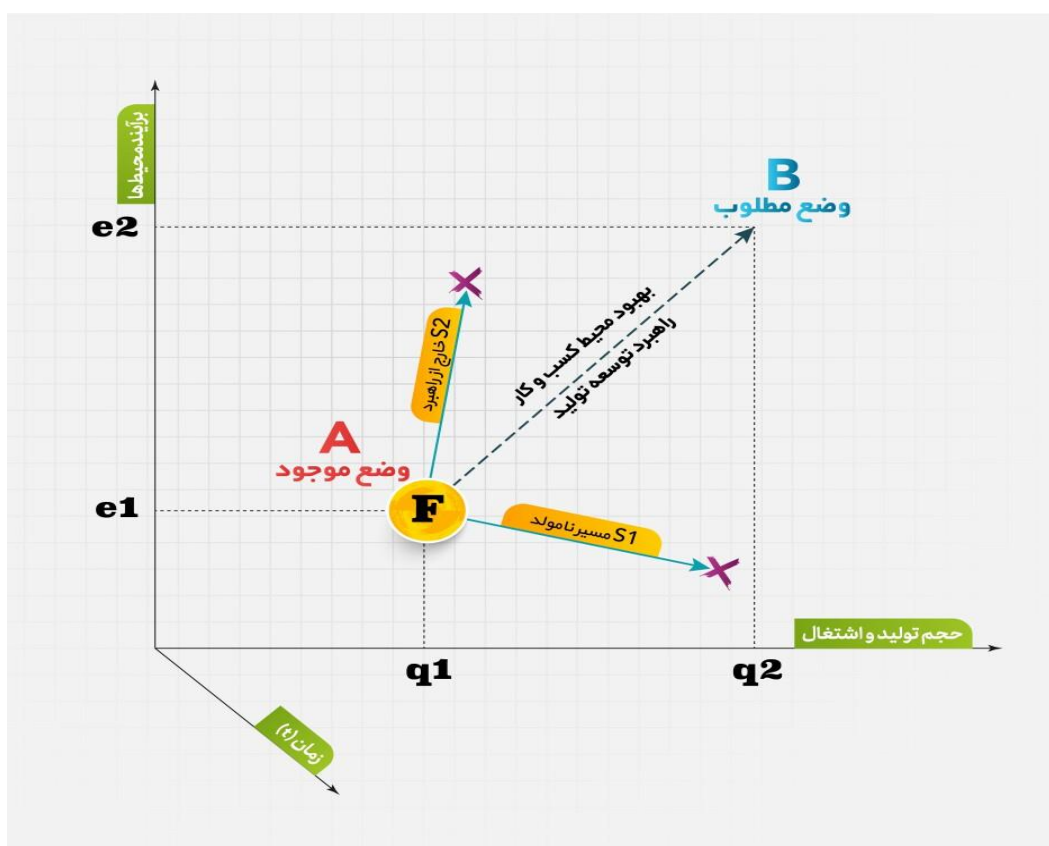 برآیند محیط‌ها
B
وضع مطلوب
e2
بهبود محیط کسب و کار
راهبرد توسعه تولید
S2 خارج از راهبرد
A
وضع موجود
e1
F
S1 مسیر نامولد
حجم تولید و اشتغال
q1
q2
زمان (t)